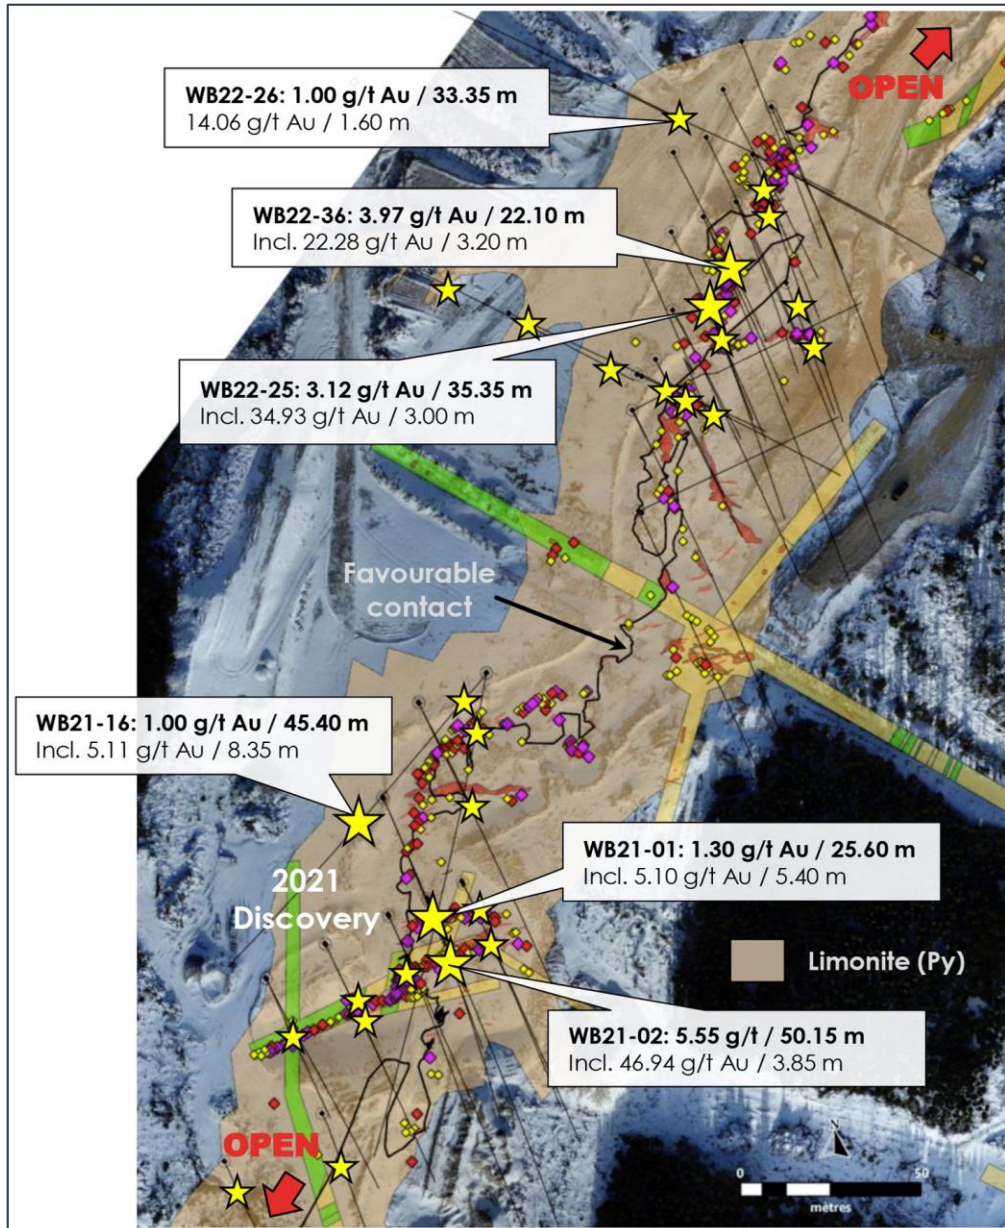 OPEN
WB22-26: 1.00 g/t Au / 33.35 m
14.06 g/t Au / 1.60 m
WB22-36: 3.97 g/t Au / 22.10 m
Incl. 22.28 g/t Au / 3.20 m
WB22-25: 3.12 g/t Au / 35.35 m
Incl. 34.93 g/t Au / 3.00 m
Favourable
contact
WB21-16: 1.00 g/t Au / 45.40 m
Incl. 5.11 g/t Au / 8.35 m
WB21-01: 1.30 g/t Au / 25.60 m
Incl. 5.10 g/t Au / 5.40 m
2021
Discovery
Limonite (Py)
WB21-02: 5.55 g/t / 50.15 m
Incl. 46.94 g/t Au / 3.85 m
OPEN
N
0 50
metres